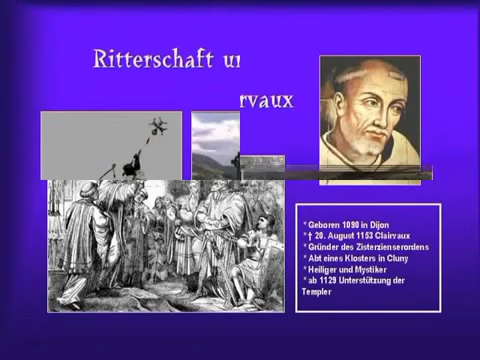 Ritterschaft
rvaux
* Geboren 1090 in Dijon
* † 20. August 1153 Clairvaux
* Gründer des Zisterzienserordens
* Abt eines Klosters in Cluny
* Heiliger und Mystiker
* ab 1129 Unterstützung der
Templer